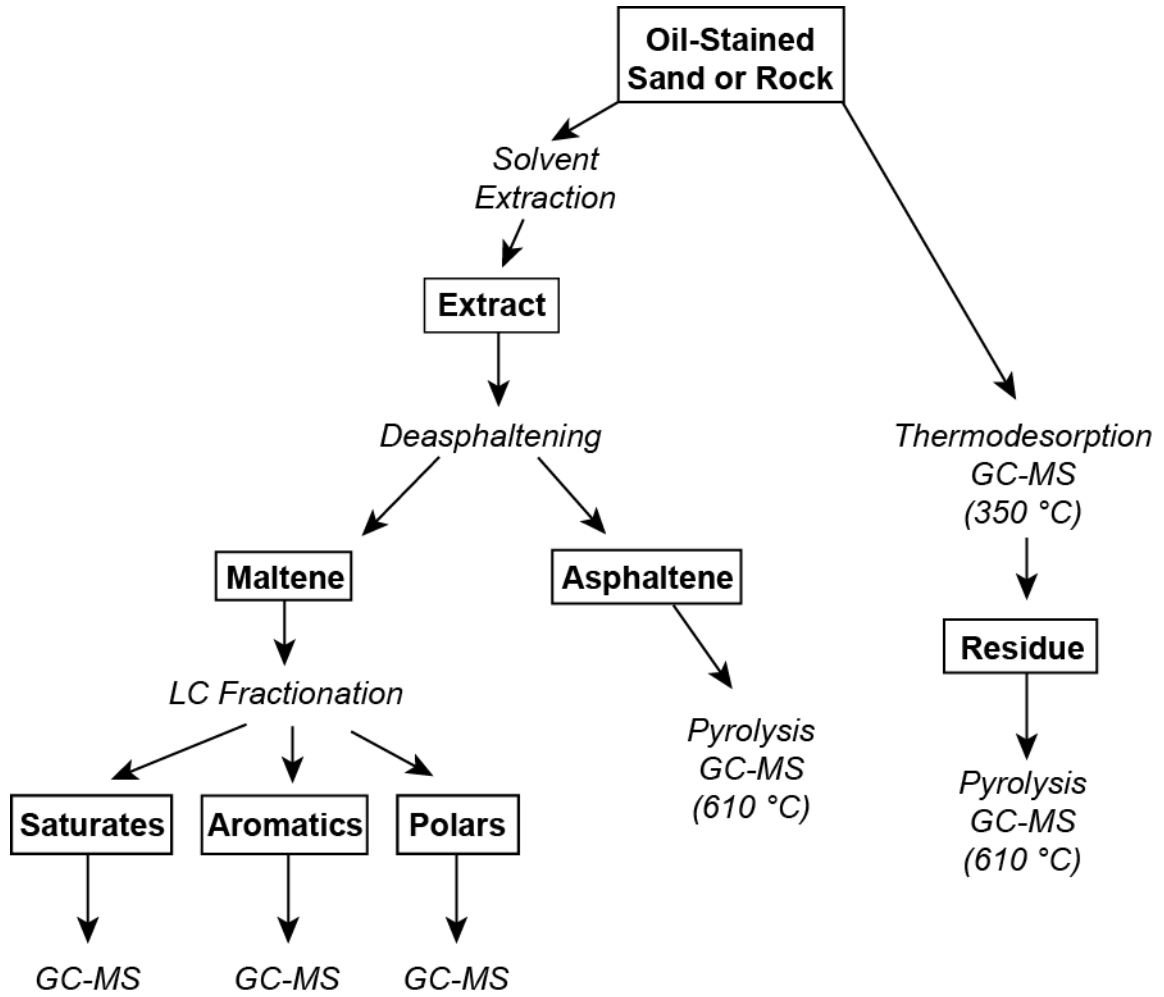 Oil-Stained
Sand or Rock
Solvent
Extraction
Extract
Deasphaltening
Thermodesorption
GC-MS
(350 °C)
Maltene
Asphaltene
Residue
LC Fractionation
Pyrolysis
GC-MS
(610 °C)
Pyrolysis
GC-MS
(610 °C)
Saturates
Aromatics
Polars
GC-MS
GC-MS
GC-MS